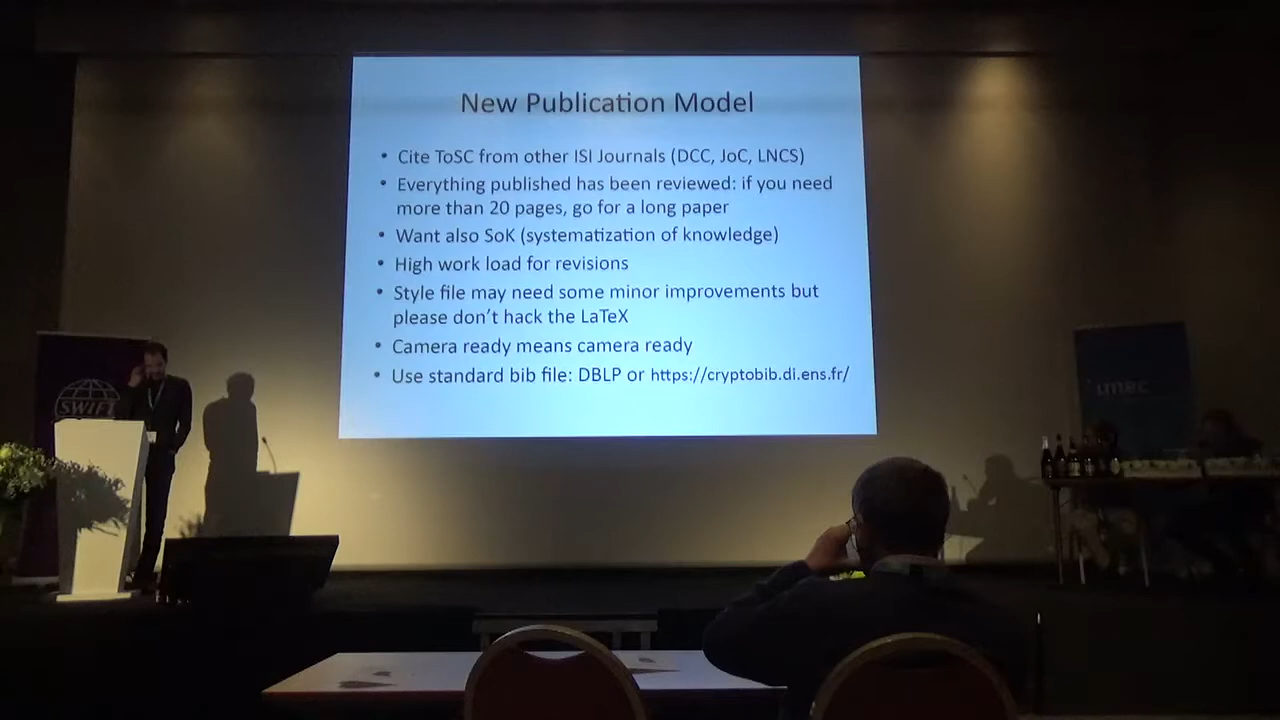 New Publication Model
• Cite ToSC from other ISI Journals (DCC, JoC, LNCS)
• Everything published has been reviewed: if you need
more than 20 pages, go for a long paper
• Want also SoK (systematization of knowledge)
• High work load for revisions
• Style file may need some minor improvements but
please don't hack the LaTeX
• Camera ready means camera ready
• Use standard bib file: DBLP or https://cryptobib.di.ens.fr/
SWIFT
imec